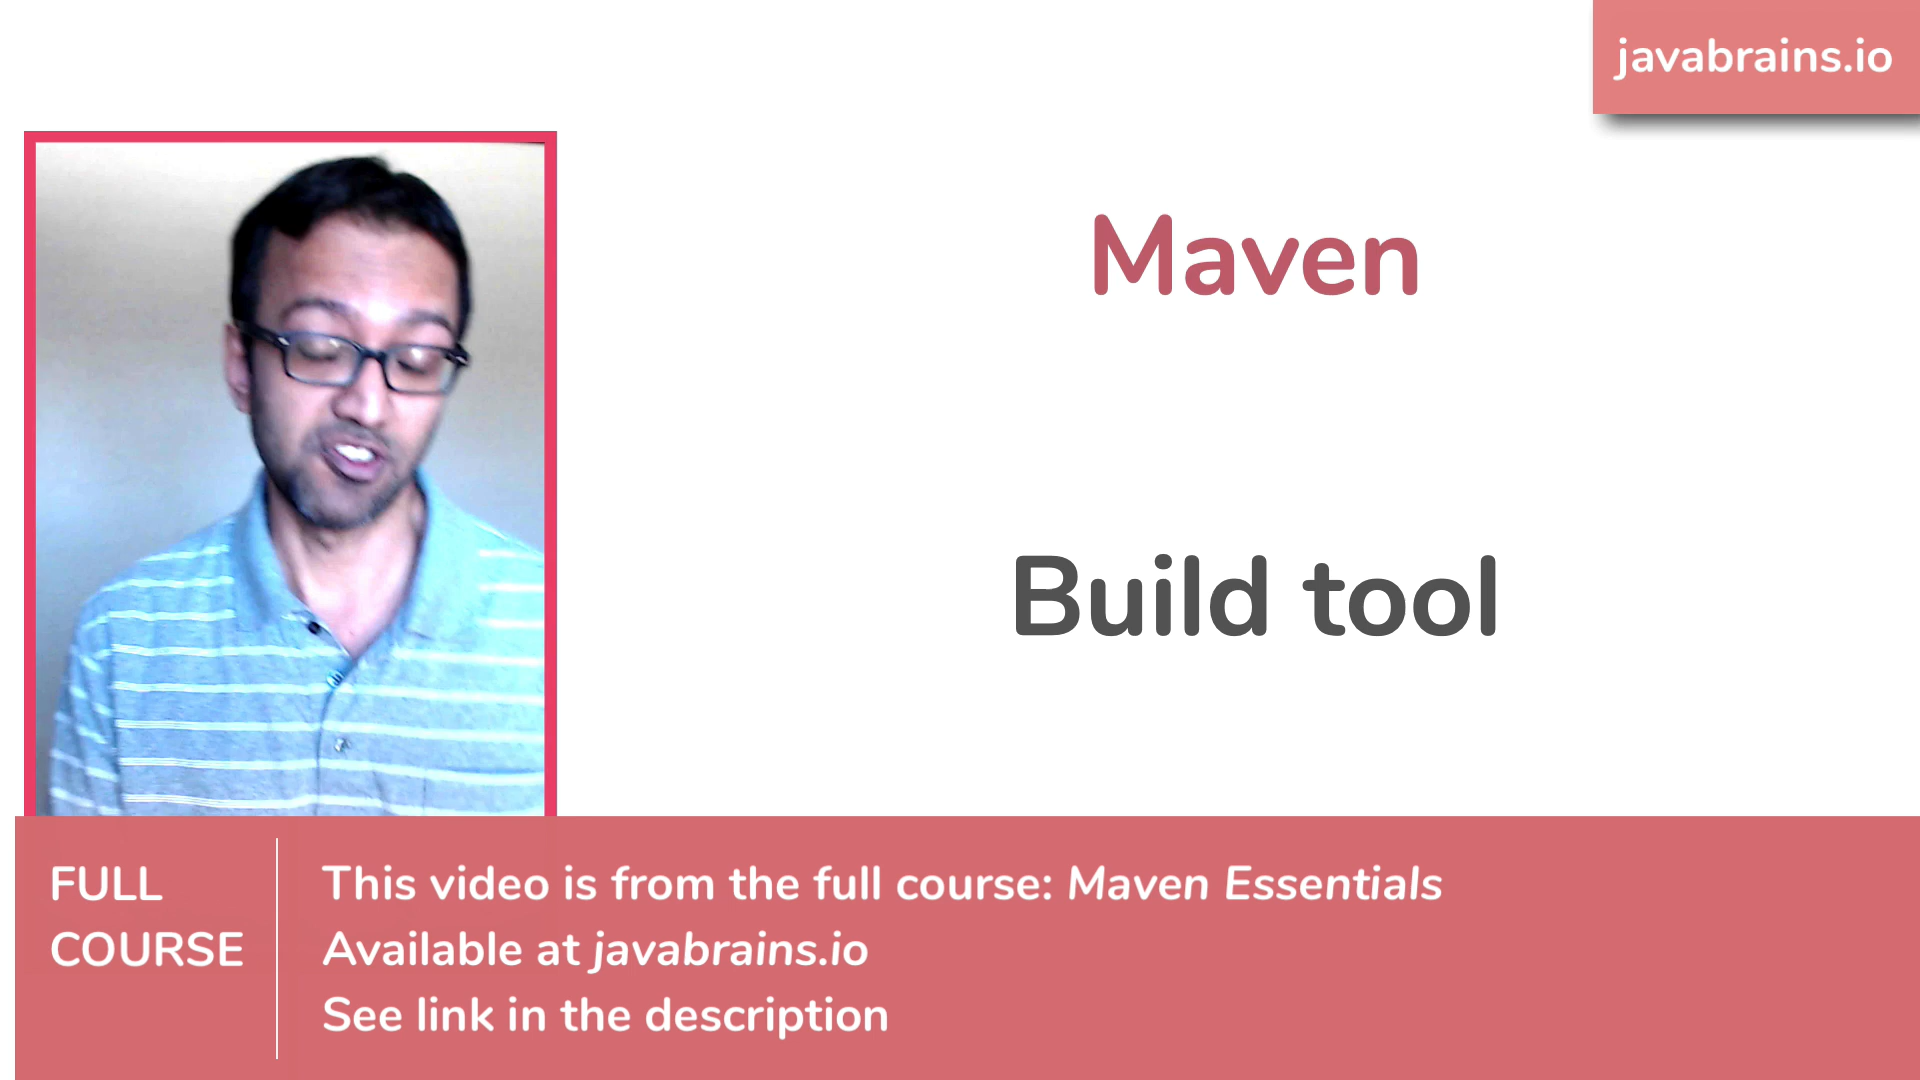 javabrains.io
Maven
Build tool
FULL
COURSE
This video is from the full course: Maven Essentials
Available at javabrains.io
See link in the description